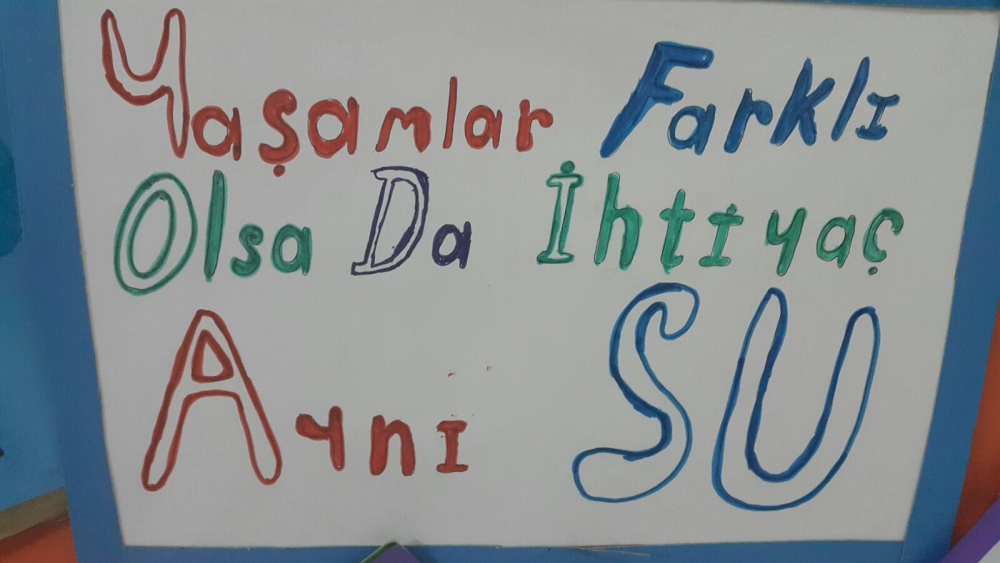 Yaşamlar Farklı
Olsa Da İhtiyaç
Aynı SU